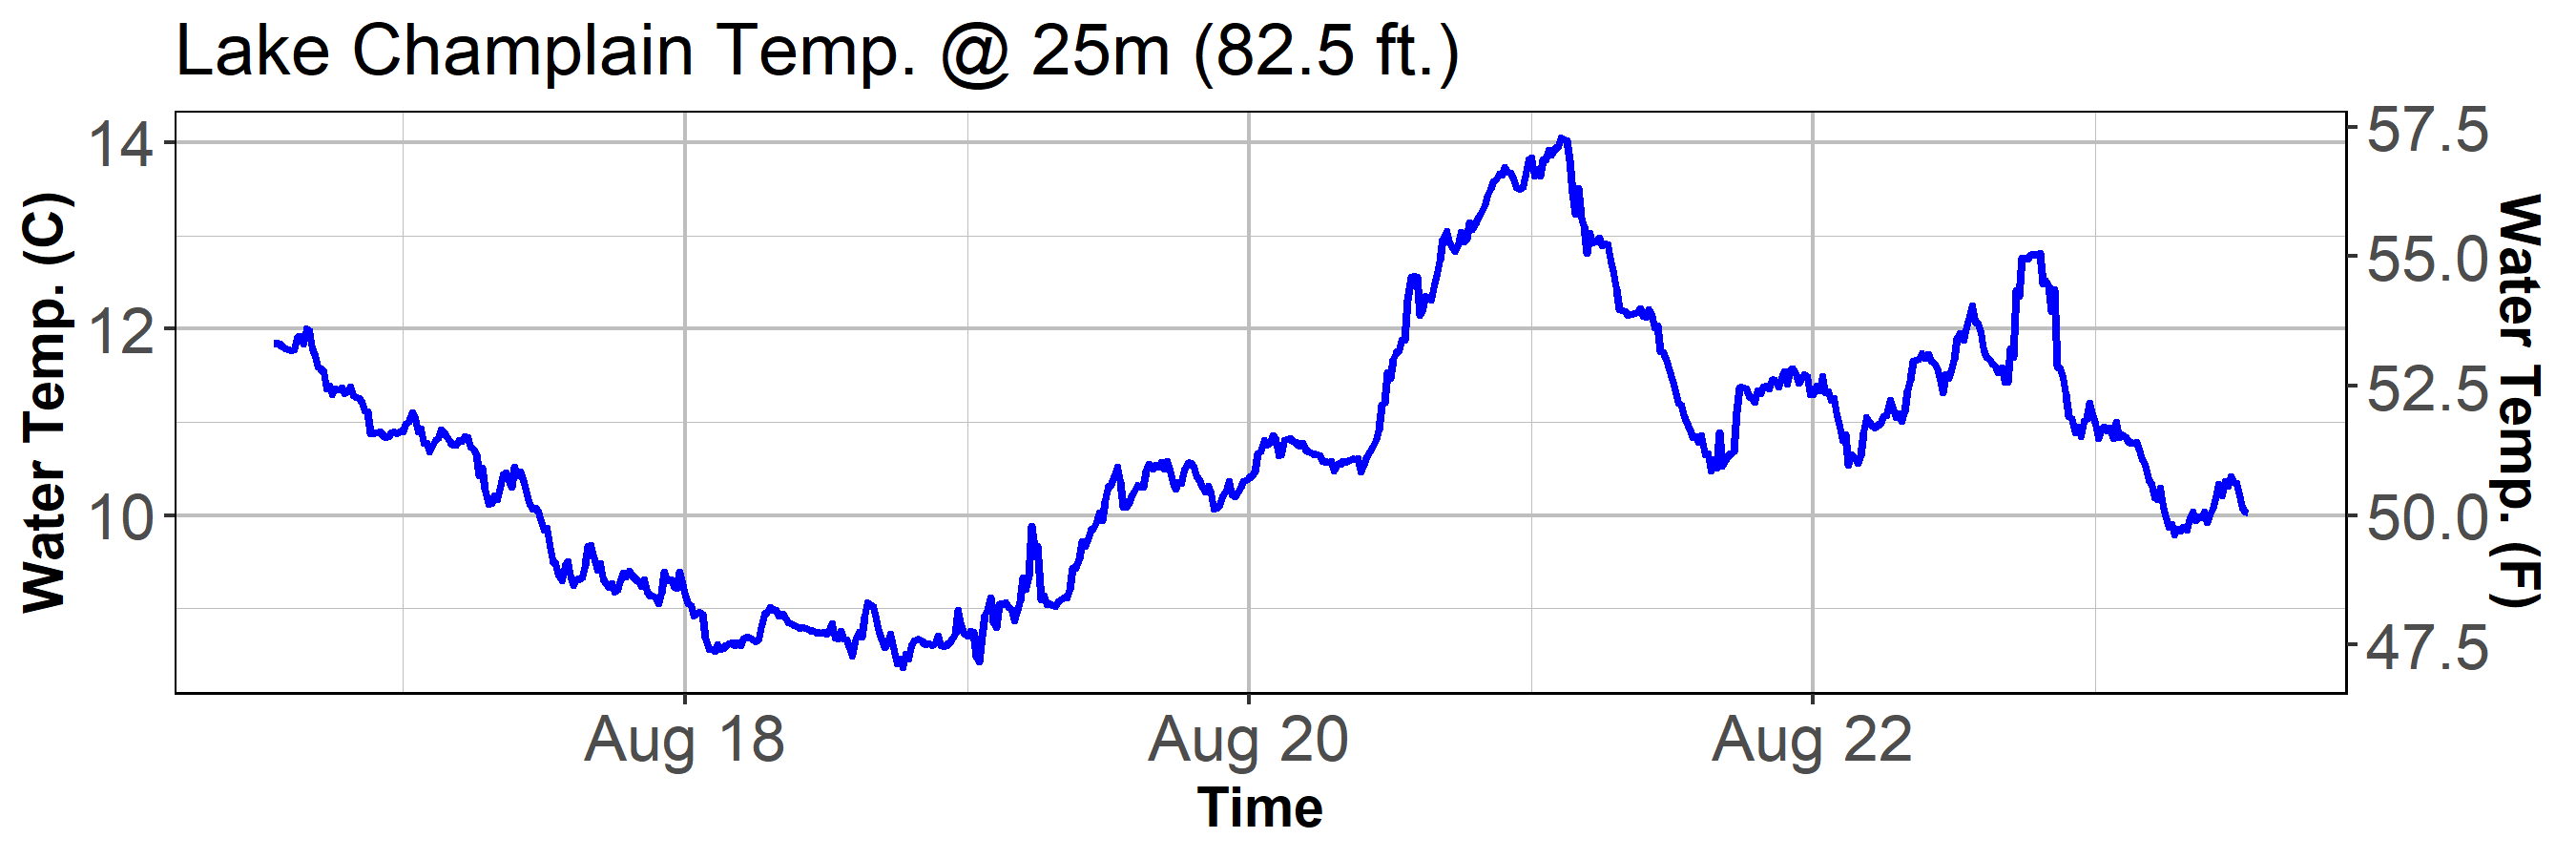 Lake Champlain Temp. @ 25m (82.5 ft.)
Water Temp. (C)
14
12
10
57.5
55.0
52.5
50.0
47.5
Water Temp. (F)
Aug 18
Aug 20
Aug 22
Time